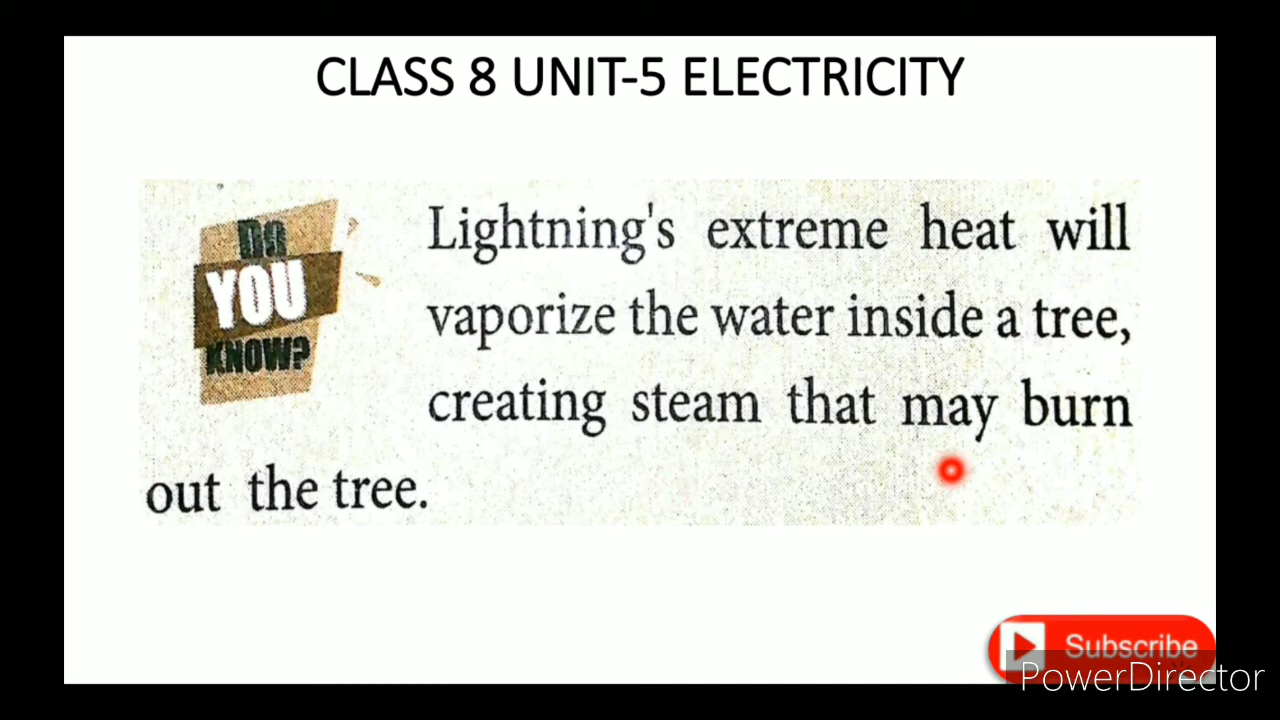 CLASS 8 UNIT-5 ELECTRICITY
Do
YOU
KNOW?
Lightning's extreme heat will
vaporize the water inside a tree,
creating steam that may burn
out the tree.
Subscribe
PowerDirector